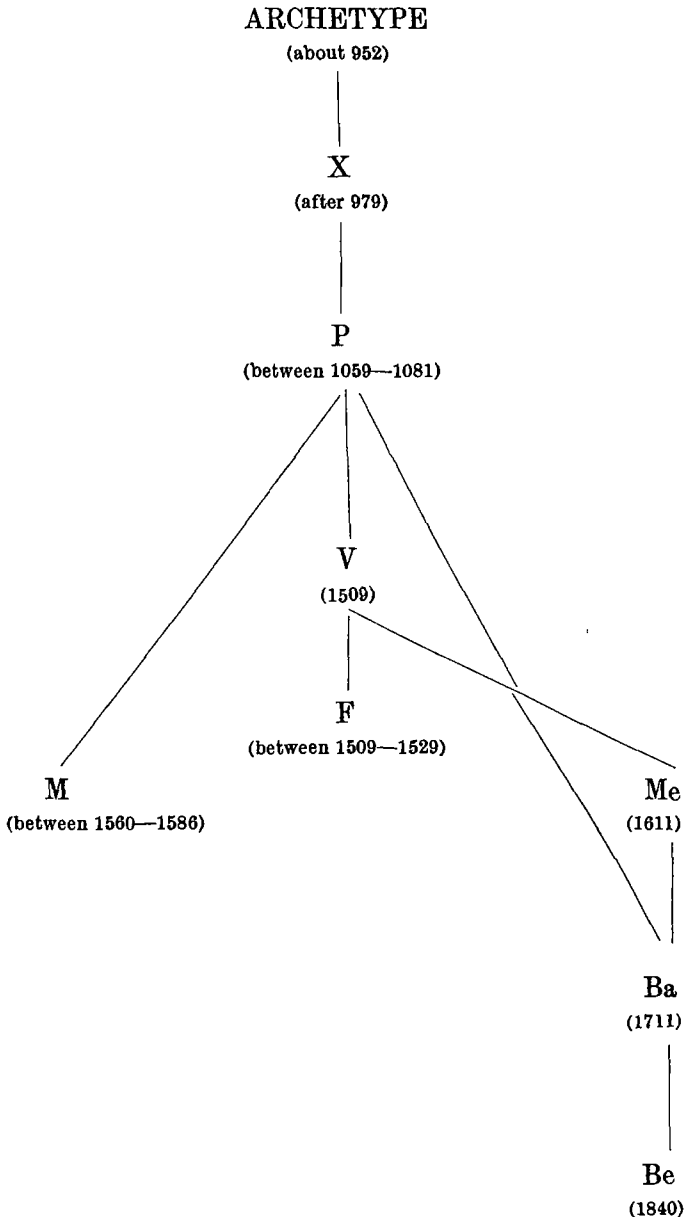 ARCHETYPE
(about 952)
X
(after 979)
P
(between 1059—1081)
V
(1509)
F
(between 1509—1529)
M
(between 1560—1586)
Me
(1611)
Ba
(1711)
Be
(1840)